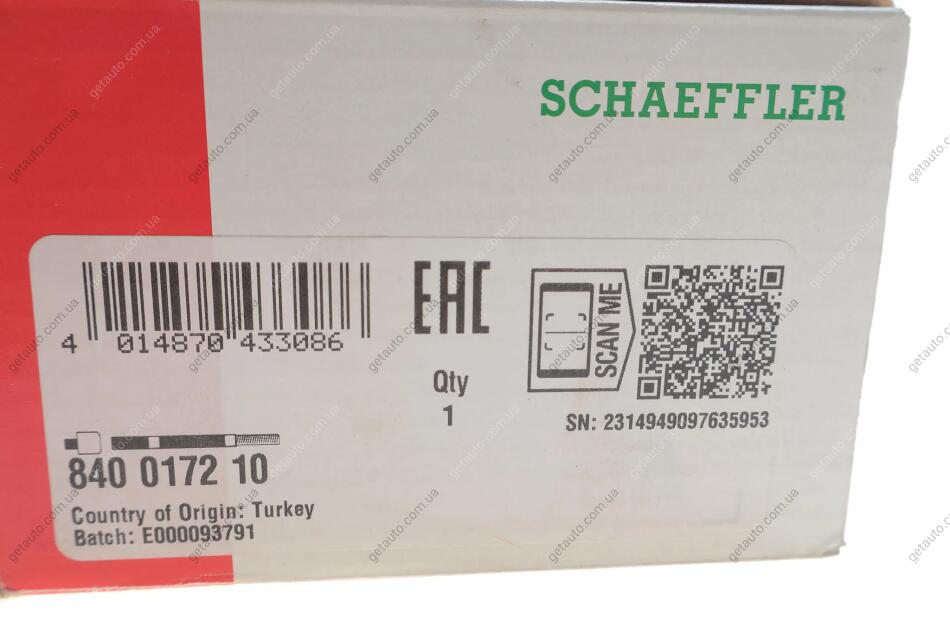 SCHAEFFLER
4 014870 433086
EAC
Qty
1
SCAN ME
SN: 2314949097635953
840 0172 10
Country of Origin: Turkey
Batch: E000093791
getauto.com.ua